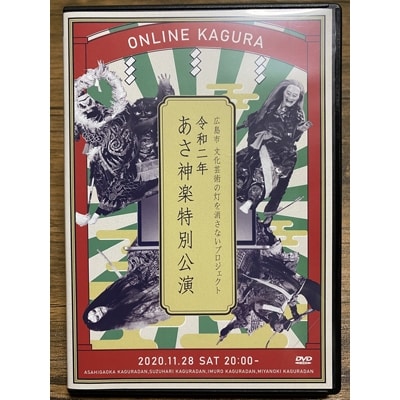 ONLINE KAGURA
広島市 文化芸術の灯を消さないプロジェクト
令和二年
あさ神楽特別公演
2020.11.28 SAT 20:00-
DVD
ASAHIGAOKA KAGURADAN,SUZUHARI KAGURADAN,IMURO KAGURADAN,MIYANOKI KAGURADAN